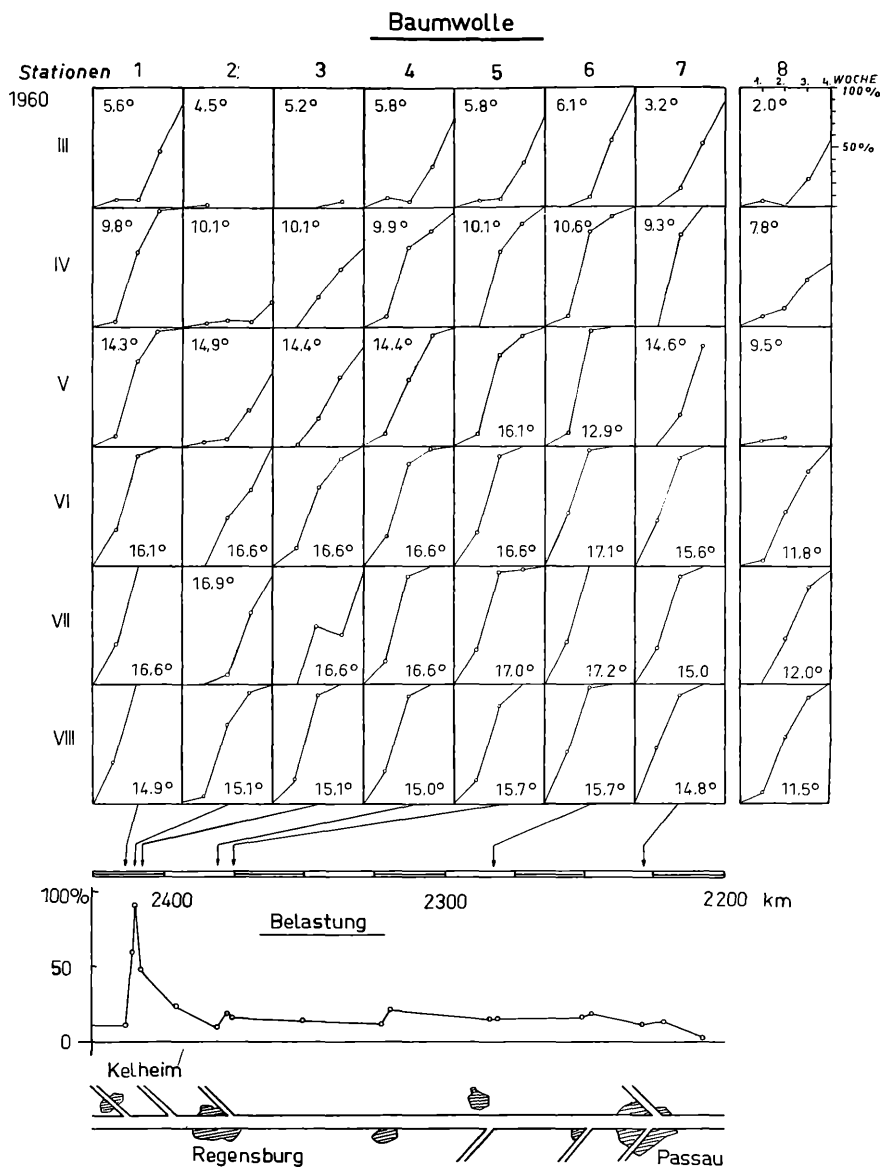 Baumwolle
Stationen 1 2 3 4 5 6 7 8
1. 2. 3. 4. WOCHE
1960 5.6° 4.5° 5.2° 5.8° 5.8° 6.1° 3.2° 2.0° 100%
III 50%
0
9.8° 10.1° 10.1° 9.9° 10.1° 10.6° 9.3° 7.8°
IV
14.3° 14,9° 14.4° 14.4° 14.6° 9.5°
V
16.1° 12.9°
VI
16.1° 16.6° 16.6° 16.6° 16.6° 17.1° 15.6° 11.8°
16.9°
VII
16.6° 16.6° 16.6° 17.0° 17.2° 15.0 12.0°
VIII
14.9° 15.1° 15.1° 15.0° 15.7° 15.7° 14.8° 11.5°
100% 2400 2300 2200 km
Belastung
50
0
Kelheim
Regensburg Passau